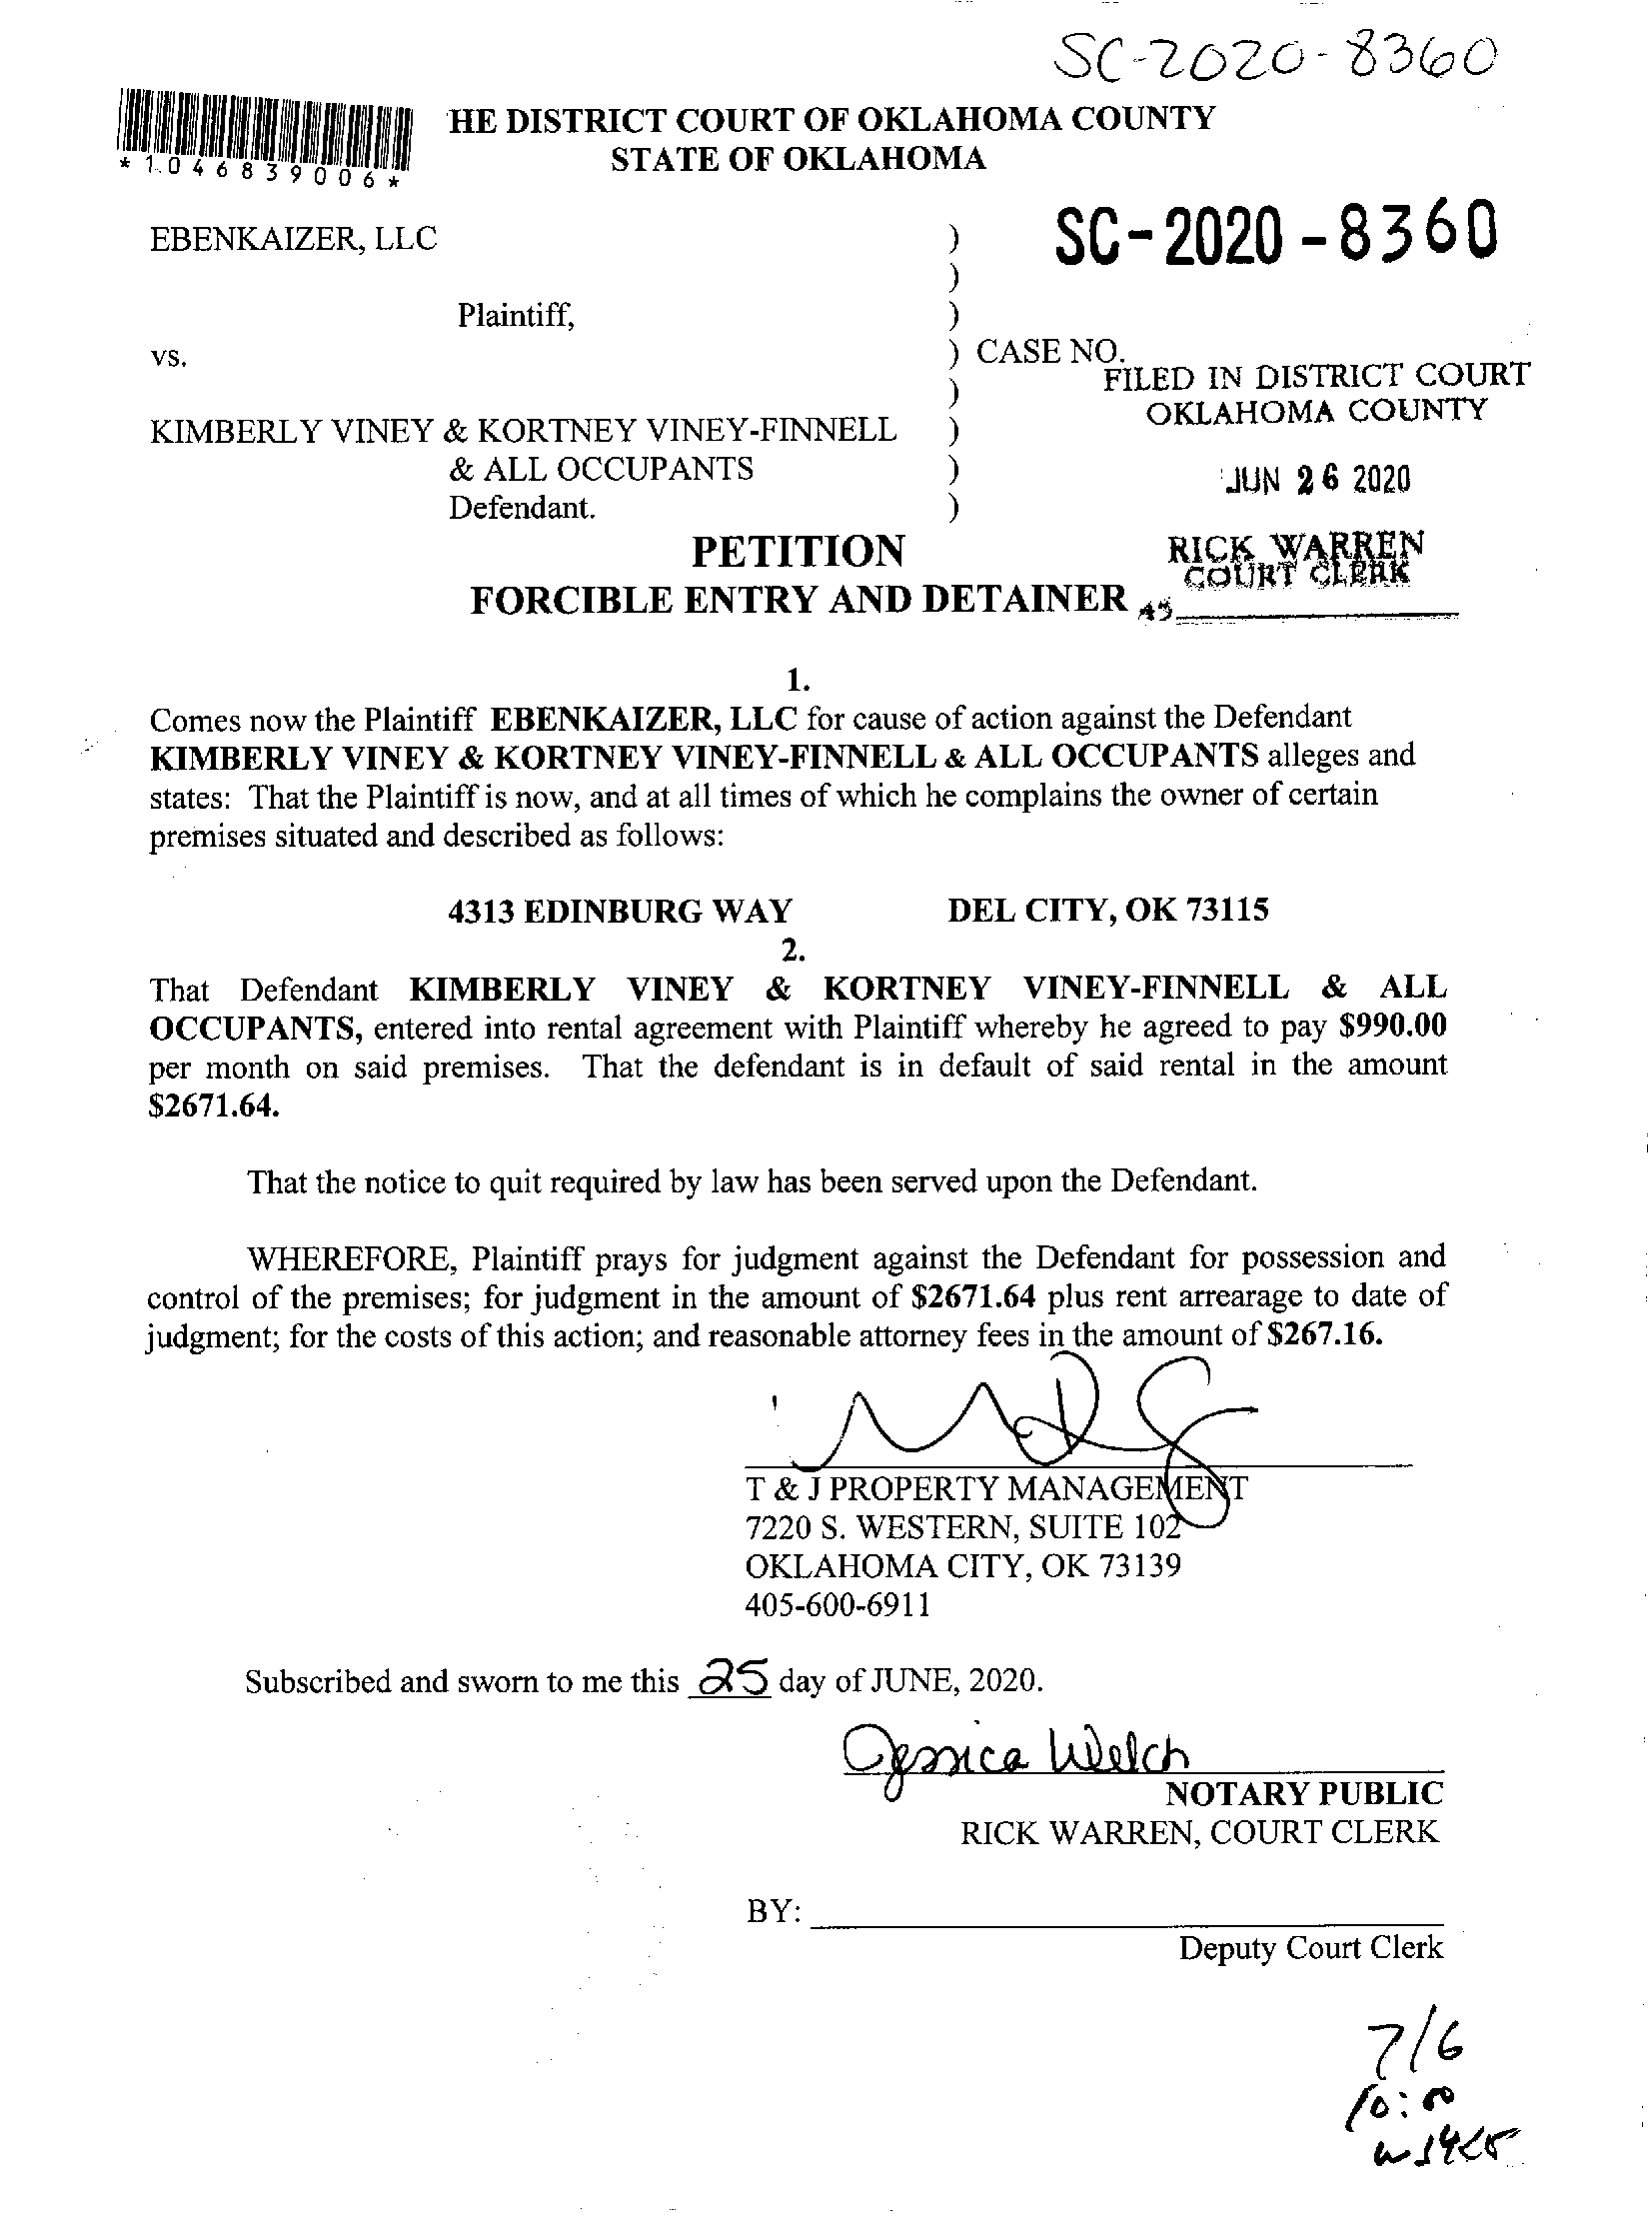 SC-2020-8360
HE DISTRICT COURT OF OKLAHOMA COUNTY
*1046839006*
STATE OF OKLAHOMA
EBENKAIZER, LLC )
SC-2020-8360
)
Plaintiff, )
vs. ) CASE NO.
FILED IN DISTRICT COURT
)
OKLAHOMA COUNTY
KIMBERLY VINEY & KORTNEY VINEY-FINNELL )
& ALL OCCUPANTS )
JUN 26 2020
Defendant. )
PETITION
RICK WARREN
COURT CLERK
FORCIBLE ENTRY AND DETAINER
1.
Comes now the Plaintiff EBENKAIZER, LLC for cause of action against the Defendant
KIMBERLY VINEY & KORTNEY VINEY-FINNELL & ALL OCCUPANTS alleges and
states: That the Plaintiff is now, and at all times of which he complains the owner of certain
premises situated and described as follows:
4313 EDINBURG WAY DEL CITY, OK 73115
2.
That Defendant KIMBERLY VINEY & KORTNEY VINEY-FINNELL & ALL
OCCUPANTS, entered into rental agreement with Plaintiff whereby he agreed to pay $990.00
per month on said premises. That the defendant is in default of said rental in the amount
$2671.64.
That the notice to quit required by law has been served upon the Defendant.
WHEREFORE, Plaintiff prays for judgment against the Defendant for possession and
control of the premises; for judgment in the amount of $2671.64 plus rent arrearage to date of
judgment; for the costs of this action; and reasonable attorney fees in the amount of $267.16.
T & J PROPERTY MANAGEMENT
7220 S. WESTERN, SUITE 102
OKLAHOMA CITY, OK 73139
405-600-6911
Subscribed and sworn to me this 25 day of JUNE, 2020.
Jessica Welch
NOTARY PUBLIC
RICK WARREN, COURT CLERK
BY:
Deputy Court Clerk
7/6
10:00